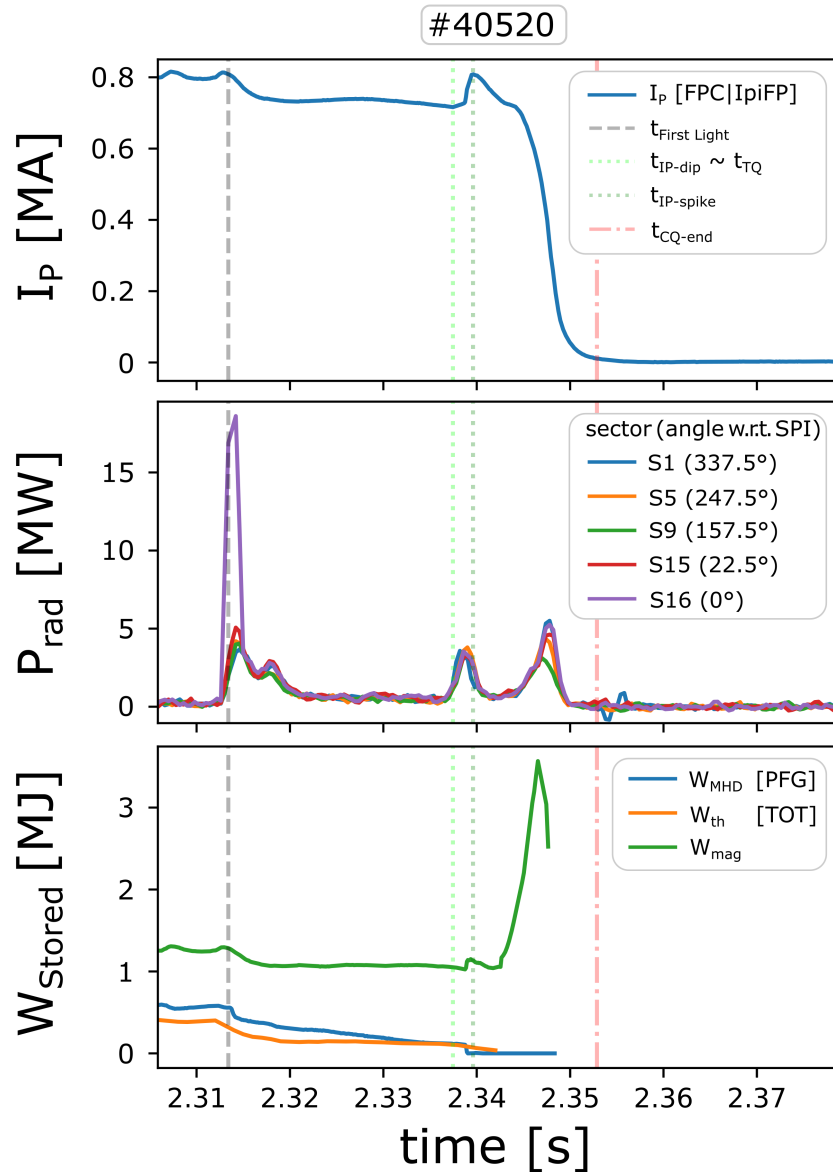 #40520
I_P [MA]
0.8
0.6
0.4
0.2
0
I_P [FPC|IpiFP]
t_First Light
t_IP-dip ~ t_TQ
t_IP-spike
t_CQ-end
P_rad [MW]
15
10
5
0
sector (angle w.r.t. SPI)
S1 (337.5°)
S5 (247.5°)
S9 (157.5°)
S15 (22.5°)
S16 (0°)
W_Stored [MJ]
3
2
1
0
W_MHD [PFG]
W_th [TOT]
W_mag
2.31 2.32 2.33 2.34 2.35 2.36 2.37
time [s]